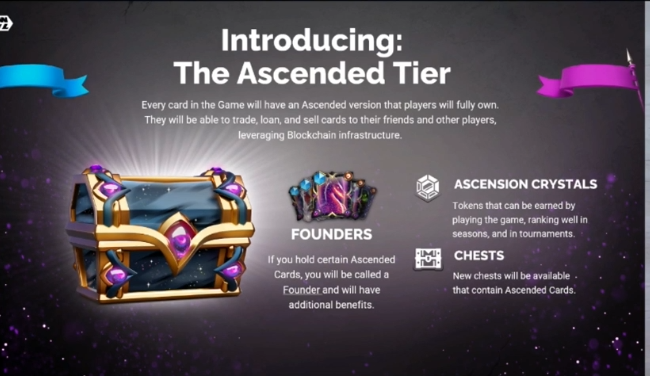 Introducing:
The Ascended Tier
Every card in the Game will have an Ascended version that players will fully own.
They will be able to trade, loan, and sell cards to their friends and other players,
leveraging Blockchain infrastructure.
FOUNDERS
If you hold certain Ascended
Cards, you will be called a
Founder and will have
additional benefits.
ASCENSION CRYSTALS
Tokens that can be earned by
playing the game, ranking well in
seasons, and in tournaments.
CHESTS
New chests will be available
that contain Ascended Cards.